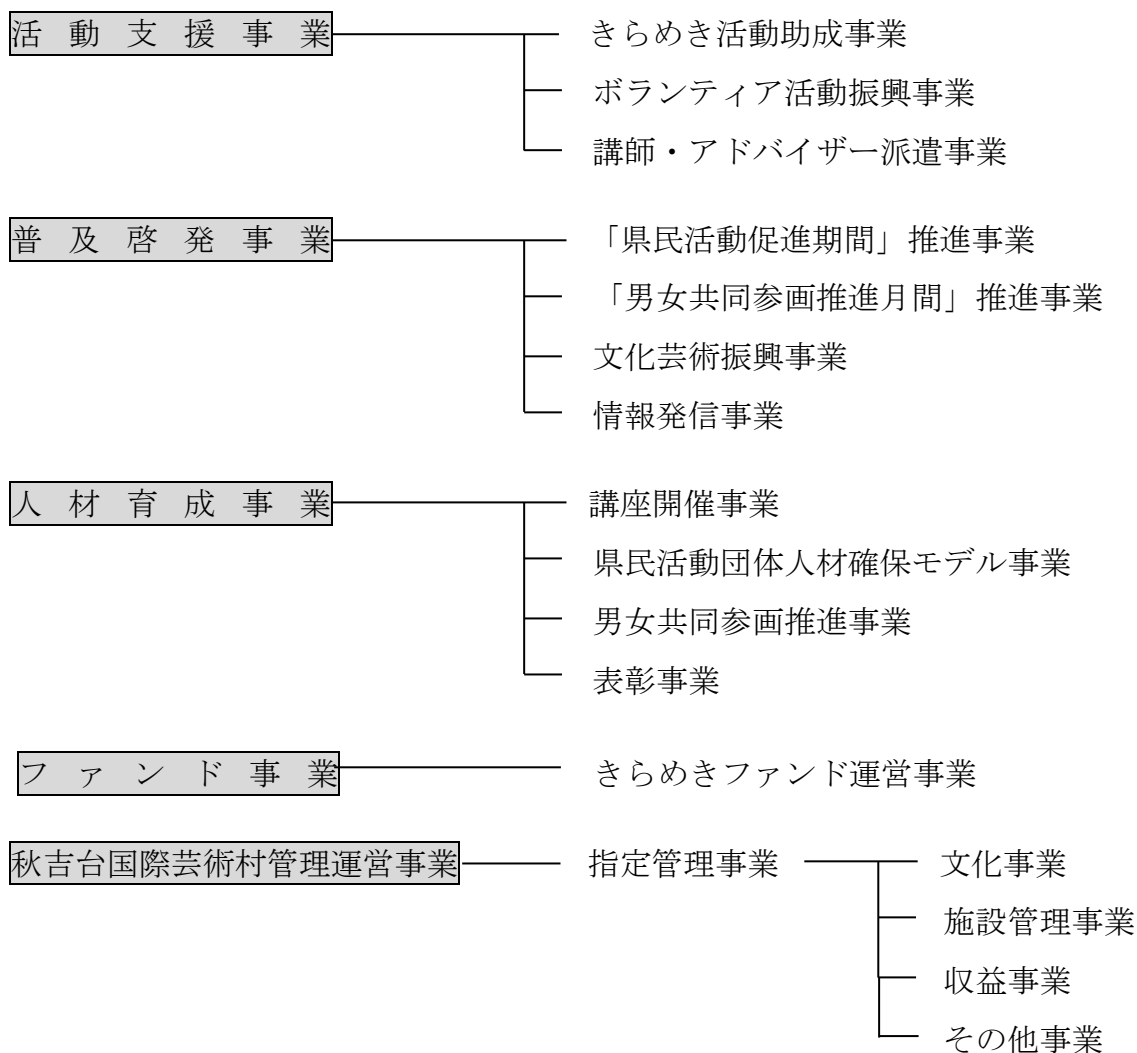 活動支援事業 きらめき活動助成事業
ボランティア活動振興事業
講師・アドバイザー派遣事業
普及啓発事業 「県民活動促進期間」推進事業
「男女共同参画推進月間」推進事業
文化芸術振興事業
情報発信事業
人材育成事業 講座開催事業
県民活動団体人材確保モデル事業
男女共同参画推進事業
表彰事業
ファンド事業 きらめきファンド運営事業
秋吉台国際芸術村管理運営事業 指定管理事業 文化事業
施設管理事業
収益事業
その他事業